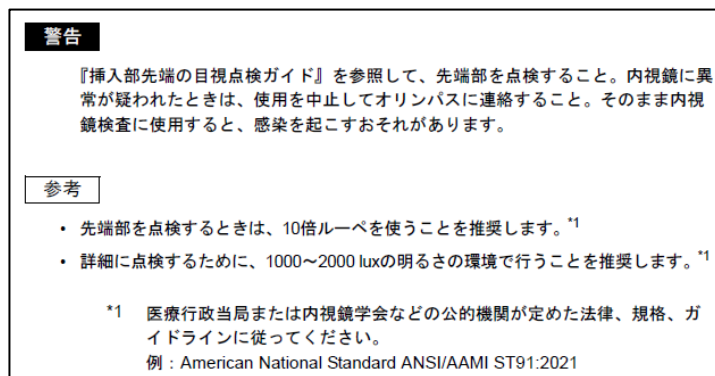 警告
『挿入部先端の目視点検ガイド』を参照して、先端部を点検すること。内視鏡に異
常が疑われたときは、使用を中止してオリンパスに連絡すること。そのまま内視
鏡検査に使用すると、感染を起こすおそれがあります。
参考
・ 先端部を点検するときは、10倍ルーペを使うことを推奨します。*1
・ 詳細に点検するために、1000～2000 luxの明るさの環境で行うことを推奨します。*1
*1 医療行政当局または内視鏡学会などの公的機関が定めた法律、規格、ガ
イドラインに従ってください。
例：American National Standard ANSI/AAMI ST91:2021